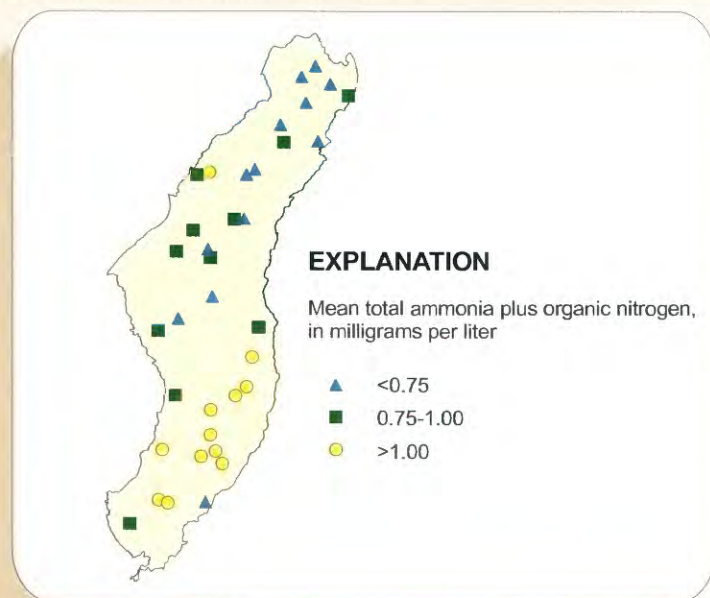 EXPLANATION
Mean total ammonia plus organic nitrogen,
in milligrams per liter
<0.75
0.75-1.00
>1.00